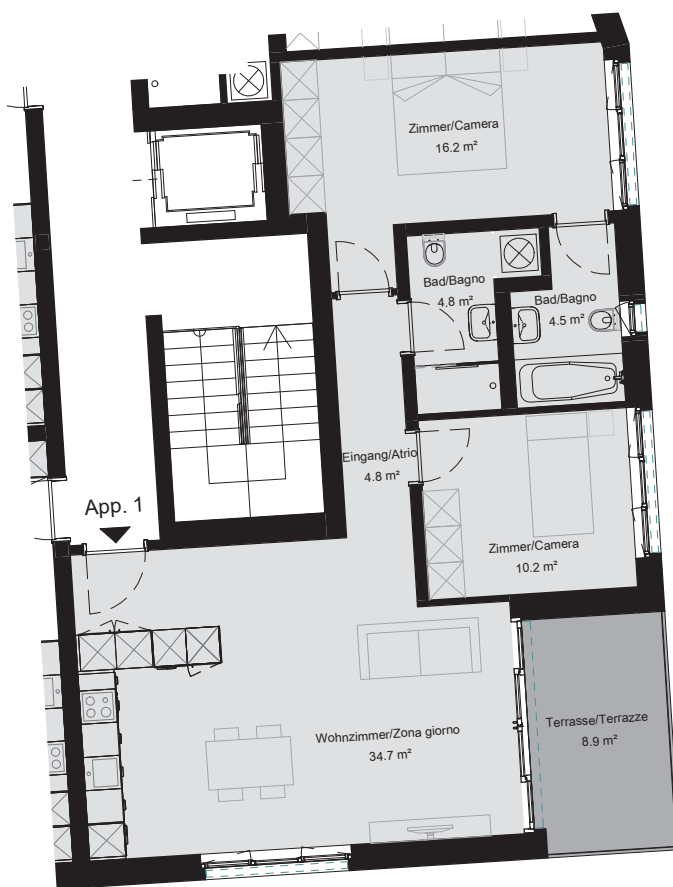 Zimmer/Camera
16.2 m²
Bad/Bagno
4.8 m²
Bad/Bagno
4.5 m²
Eingang/Atrio
4.8 m²
App. 1
Zimmer/Camera
10.2 m²
Terrasse/Terrazze
8.9 m²
Wohnzimmer/Zona giorno
34.7 m²